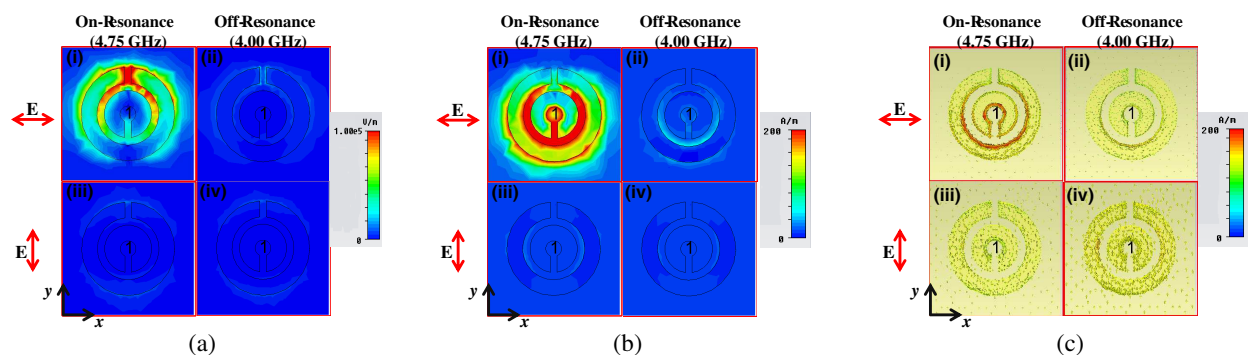 On-Resonance Off-Resonance
(4.75 GHz) (4.00 GHz)
(i) (ii)
E
1 1
V/m
1.00e5
0
(iii) (iv)
E
1 1
y
x
(a)
On-Resonance Off-Resonance
(4.75 GHz) (4.00 GHz)
(i) (ii)
E
1 1
A/m
200
0
(iii) (iv)
E
1 1
y
x
(b)
On-Resonance Off-Resonance
(4.75 GHz) (4.00 GHz)
(i) (ii)
E
1 1
A/m
200
0
(iii) (iv)
E
1 1
y
x
(c)